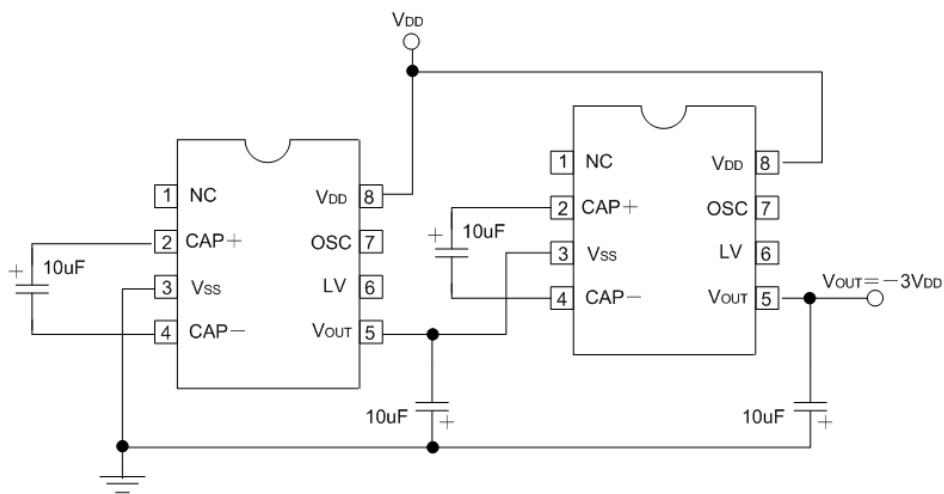 VDD
1 NC
2 CAP+
3 VSS
4 CAP−
VDD 8
OSC 7
LV 6
VOUT 5
+
10uF
10uF
+
1 NC
2 CAP+
3 VSS
4 CAP−
VDD 8
OSC 7
LV 6
VOUT 5
+
10uF
VOUT=−3VDD
10uF
+